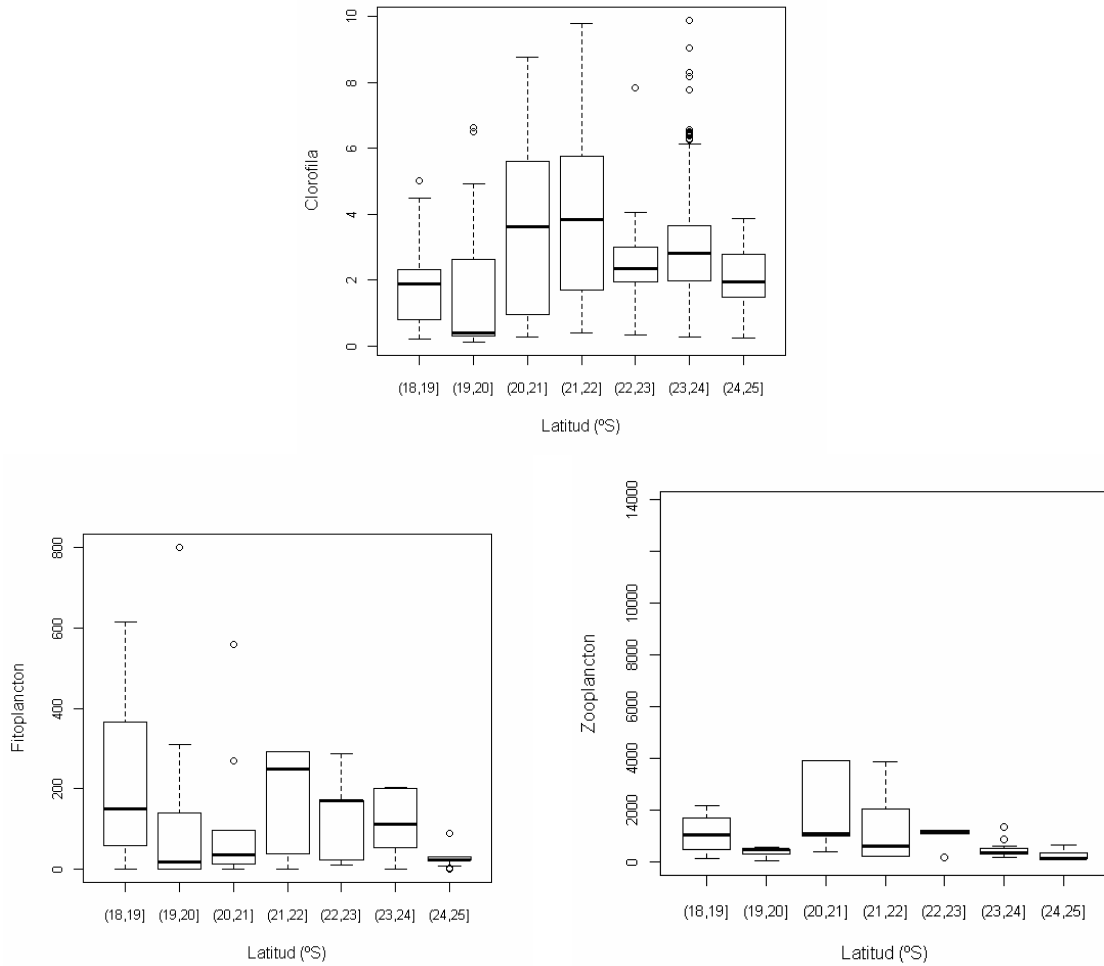 10
8
6
4
2
0
Clorofila
(18,19] (19,20] (20,21] (21,22] (22,23] (23,24] (24,25]
Latitud (ºS)
800
600
400
200
0
Fitoplancton
(18,19] (19,20] (20,21] (21,22] (22,23] (23,24] (24,25]
Latitud (ºS)
14000
10000
8000
6000
4000
2000
0
Zooplancton
(18,19] (19,20] (20,21] (21,22] (22,23] (23,24] (24,25]
Latitud (ºS)